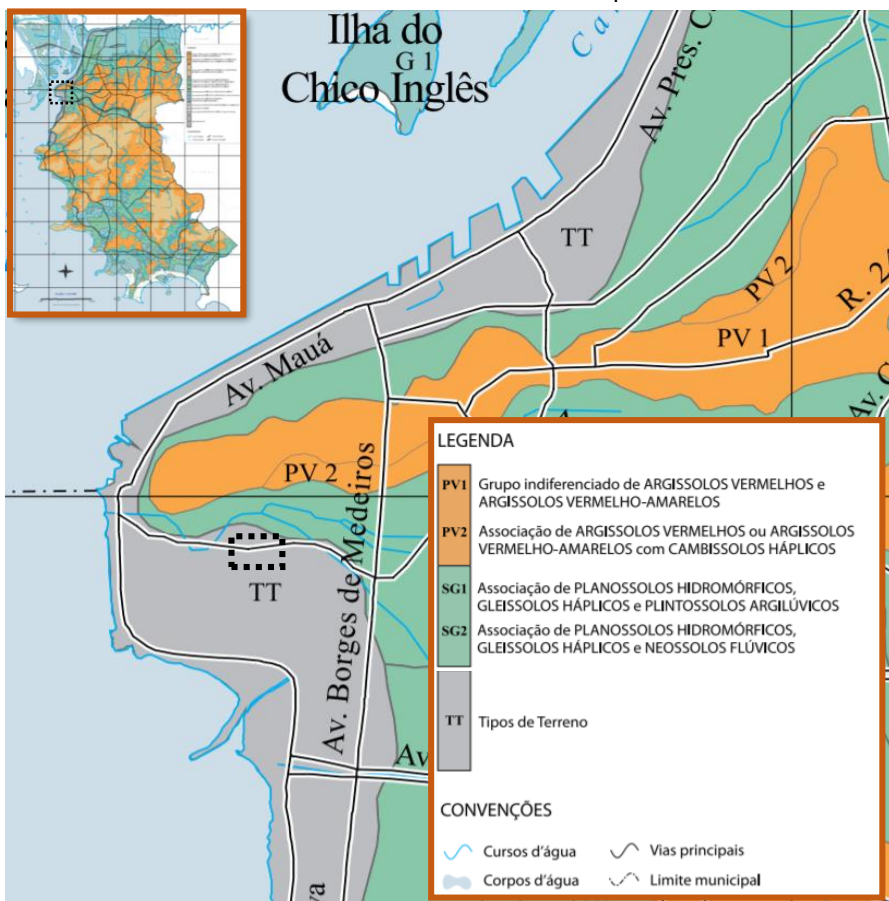 Ilha do
G 1
Chico Inglês
Ca
Av. Pres. C
TT
PV 2
PV 1
R. 2
Av. Mauá
PV 2
Av. C
TT
Av. Borges de Medeiros
Av
va
LEGENDA
PV1 Grupo indiferenciado de ARGISSOLOS VERMELHOS e
ARGISSOLOS VERMELHO-AMARELOS
PV2 Associação de ARGISSOLOS VERMELHOS ou ARGISSOLOS
VERMELHO-AMARELOS com CAMBISSOLOS HÁPLICOS
SG1 Associação de PLANOSSOLOS HIDROMÓRFICOS,
GLEISSOLOS HÁPLICOS e PLINTOSSOLOS ARGILÚVICOS
SG2 Associação de PLANOSSOLOS HIDROMÓRFICOS,
GLEISSOLOS HÁPLICOS e NEOSSOLOS FLÚVICOS
TT Tipos de Terreno
CONVENÇÕES
Cursos d'água Vias principais
Corpos d'água Limite municipal